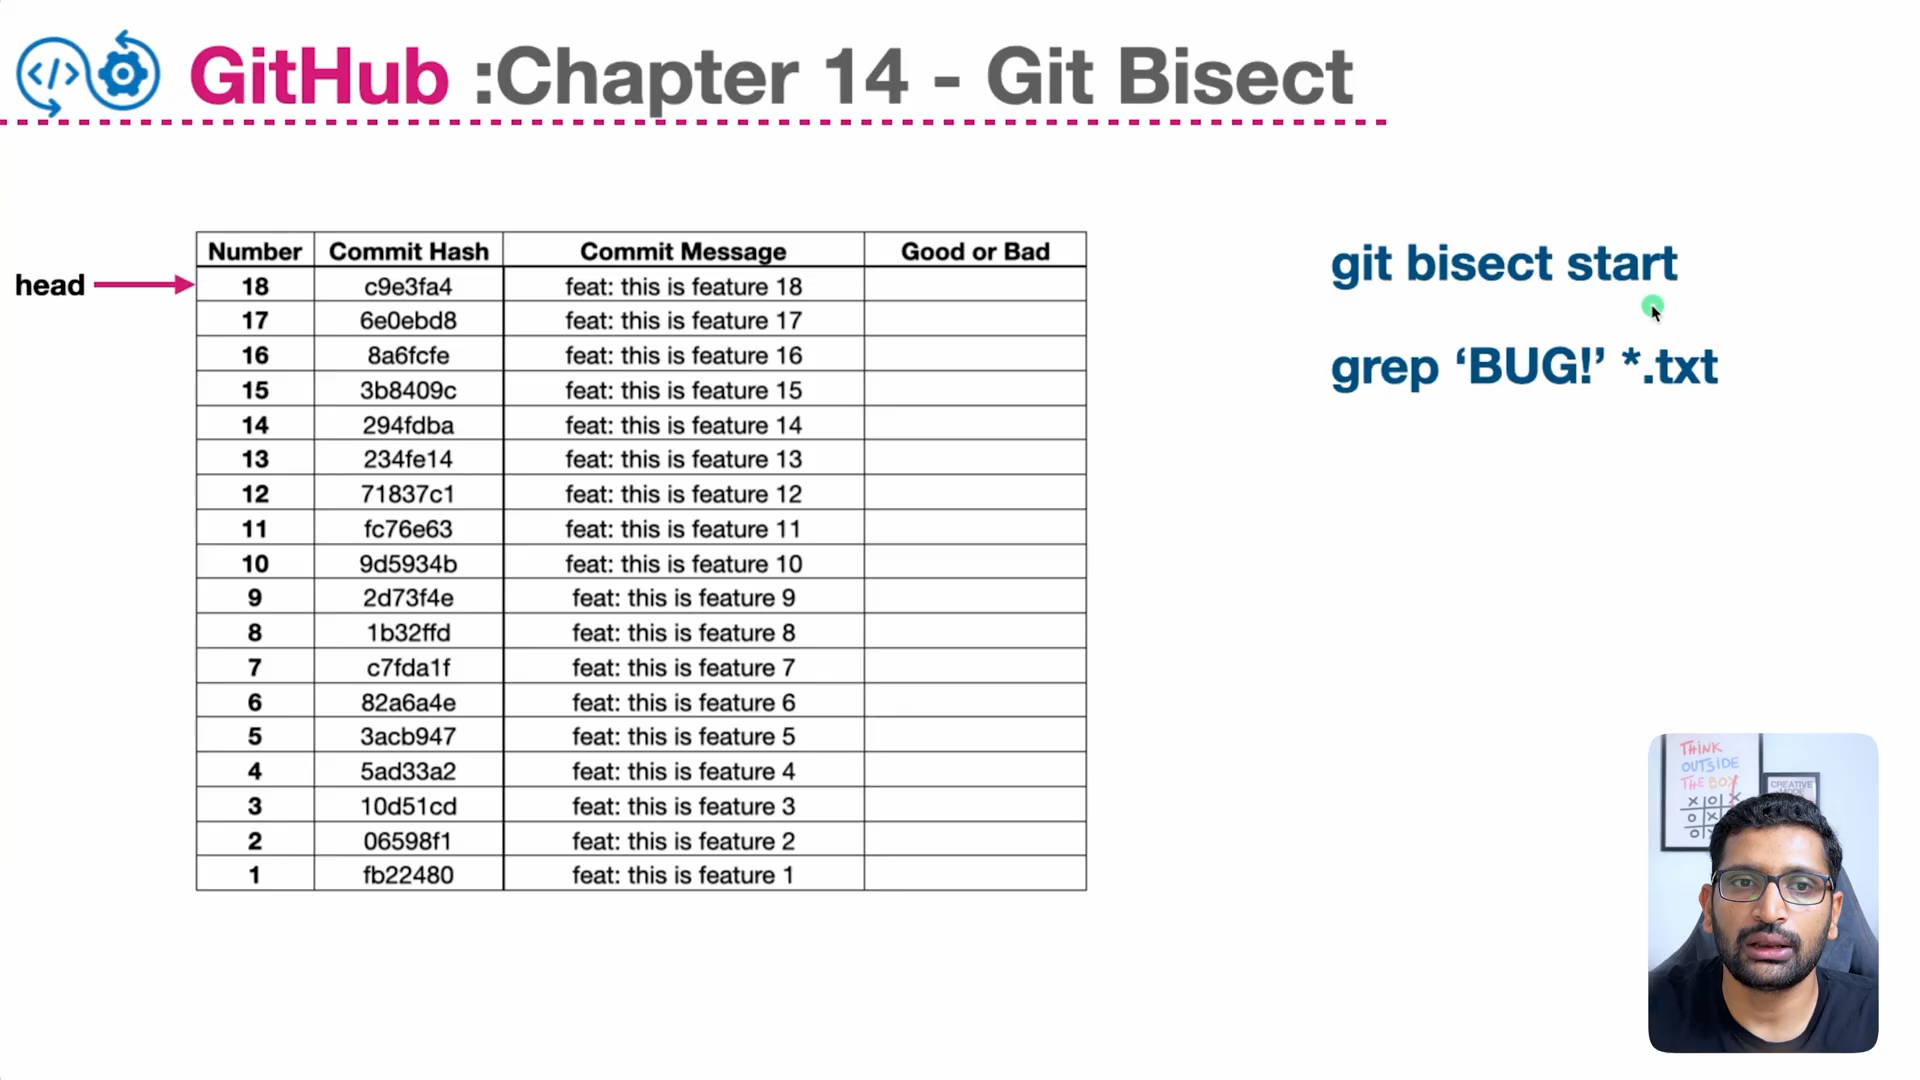 </> GitHub :Chapter 14 - Git Bisect
Number Commit Hash Commit Message Good or Bad
head 18 c9e3fa4 feat: this is feature 18
17 6e0ebd8 feat: this is feature 17
16 8a6fcfe feat: this is feature 16
15 3b8409c feat: this is feature 15
14 294fdba feat: this is feature 14
13 234fe14 feat: this is feature 13
12 71837c1 feat: this is feature 12
11 fc76e63 feat: this is feature 11
10 9d5934b feat: this is feature 10
9 2d73f4e feat: this is feature 9
8 1b32ffd feat: this is feature 8
7 c7fda1f feat: this is feature 7
6 82a6a4e feat: this is feature 6
5 3acb947 feat: this is feature 5
4 5ad33a2 feat: this is feature 4
3 10d51cd feat: this is feature 3
2 06598f1 feat: this is feature 2
1 fb22480 feat: this is feature 1
git bisect start
grep ‘BUG!’ *.txt
THINK
OUTSIDE
THE BOX
X O X
O X
O
CREATIVE